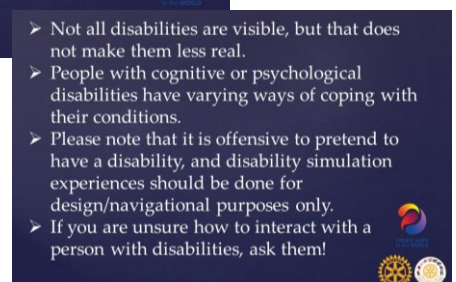 ➢ Not all disabilities are visible, but that does
not make them less real.
➢ People with cognitive or psychological
disabilities have varying ways of coping with
their conditions.
➢ Please note that it is offensive to pretend to
have a disability, and disability simulation
experiences should be done for
design/navigational purposes only.
➢ If you are unsure how to interact with a
person with disabilities, ask them!